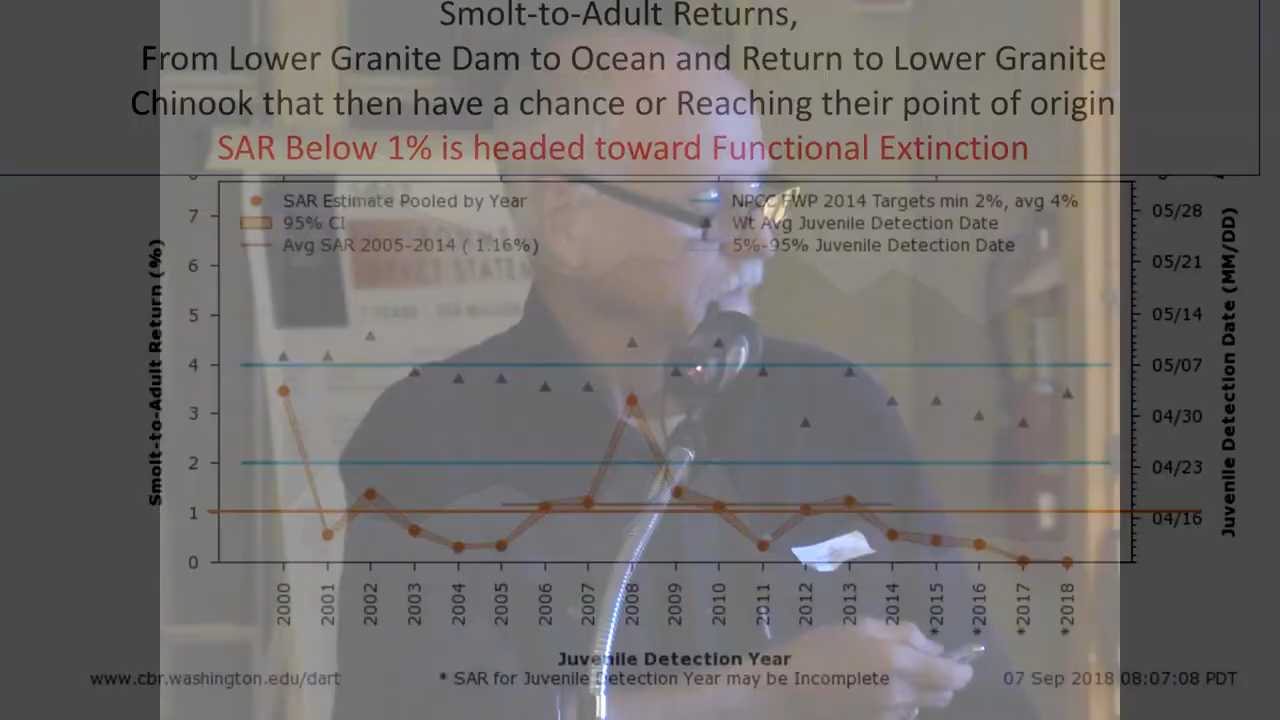 Smolt-to-Adult Returns,
From Lower Granite Dam to Ocean and Return to Lower Granite
Chinook that then have a chance or Reaching their point of origin
SAR Below 1% is headed toward Functional Extinction
SAR Estimate Pooled by Year
95% CI
Avg SAR 2005-2014 ( 1.16%)
NPCC FWP 2014 Targets min 2%, avg 4%
Wt Avg Juvenile Detection Date
5%-95% Juvenile Detection Date
Smolt-to-Adult Return (%)
7
6
5
4
3
2
1
0
05/28
05/21
05/14
05/07
04/30
04/23
04/16
Juvenile Detection Date (MM/DD)
2000 2001 2002 2003 2004 2005 2006 2007 2008 2009 2010 2011 2012 2013 2014 *2015 *2016 *2017 *2018
Juvenile Detection Year
www.cbr.washington.edu/dart
* SAR for Juvenile Detection Year may be Incomplete
07 Sep 2018 08:07:08 PDT